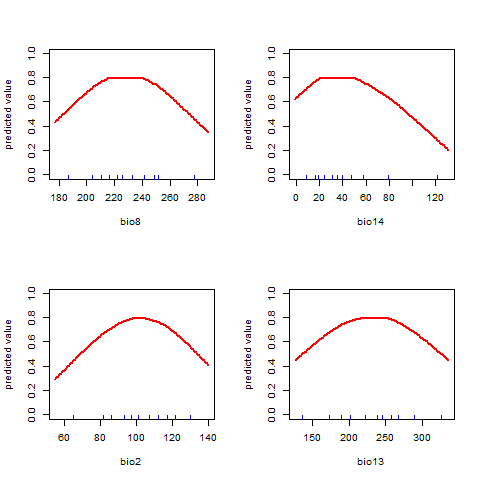 predicted value
0.0 0.2 0.4 0.6 0.8 1.0
180 200 220 240 260 280
bio8
predicted value
0.0 0.2 0.4 0.6 0.8 1.0
0 20 40 60 80 120
bio14
predicted value
0.0 0.2 0.4 0.6 0.8 1.0
60 80 100 120 140
bio2
predicted value
0.0 0.2 0.4 0.6 0.8 1.0
150 200 250 300
bio13